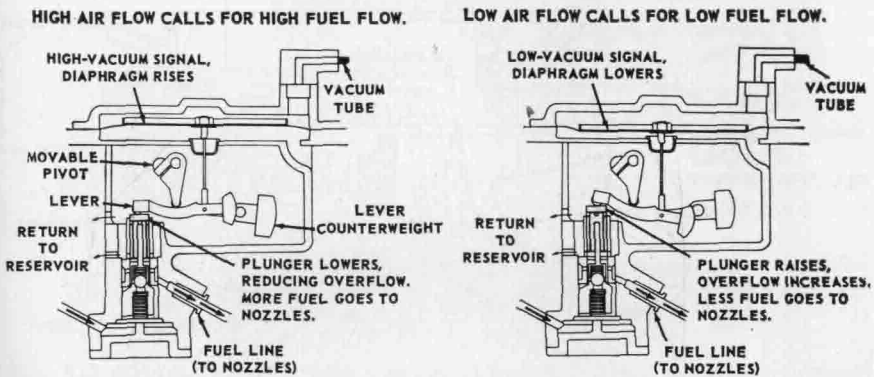 HIGH AIR FLOW CALLS FOR HIGH FUEL FLOW.
HIGH-VACUUM SIGNAL,
DIAPHRAGM RISES
VACUUM
TUBE
MOVABLE
PIVOT
LEVER
LEVER
COUNTERWEIGHT
RETURN
TO
RESERVOIR
PLUNGER LOWERS,
REDUCING OVERFLOW.
MORE FUEL GOES TO
NOZZLES.
FUEL LINE
(TO NOZZLES)
LOW AIR FLOW CALLS FOR LOW FUEL FLOW.
LOW-VACUUM SIGNAL,
DIAPHRAGM LOWERS
VACUUM
TUBE
RETURN
TO
RESERVOIR
PLUNGER RAISES,
OVERFLOW INCREASES.
LESS FUEL GOES TO
NOZZLES.
FUEL LINE
(TO NOZZLES)